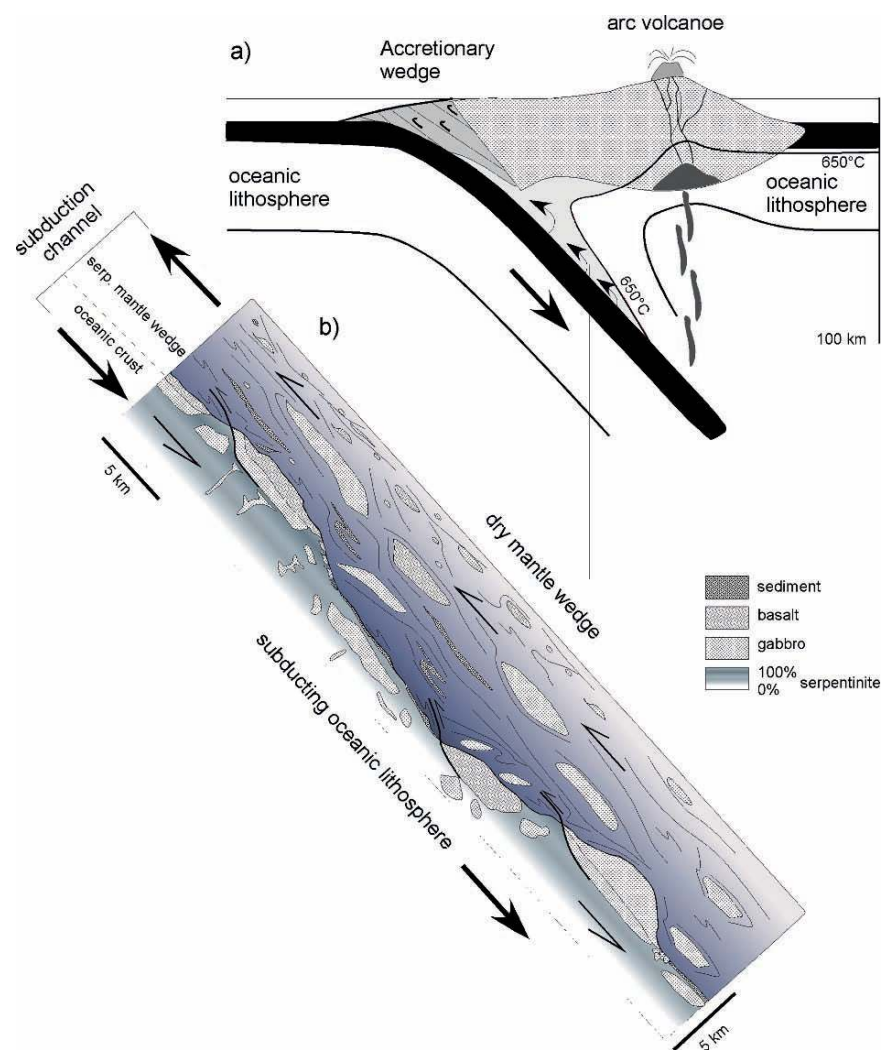 a)
Accretionary
wedge
arc volcanoe
oceanic
lithosphere
650°C
oceanic
lithosphere
650°C
100 km
subduction
channel
serp. mantle wedge
oceanic crust
b)
5 km
dry mantle wedge
subducting oceanic lithosphere
5 km
sediment
basalt
gabbro
100%
0% serpentinite